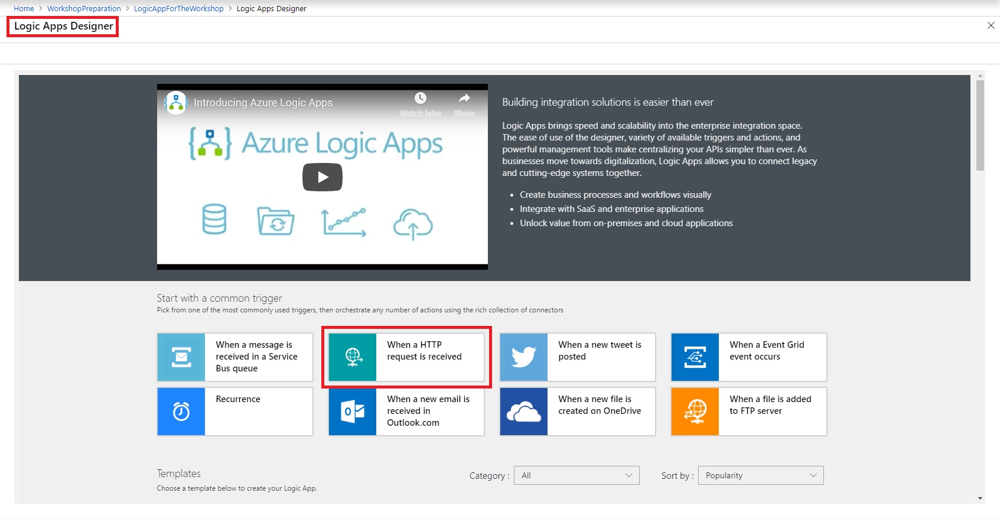 Home > WorkshopPreparation > LogicAppForTheWorkshop > Logic Apps Designer
Logic Apps Designer
Introducing Azure Logic Apps
Watch later
Share
Azure Logic Apps
Building integration solutions is easier than ever
Logic Apps brings speed and scalability into the enterprise integration space.
The ease of use of the designer, variety of available triggers and actions, and
powerful management tools make centralizing your APIs simpler than ever. As
businesses move towards digitalization, Logic Apps allows you to connect legacy
and cutting-edge systems together.
• Create business processes and workflows visually
• Integrate with SaaS and enterprise applications
• Unlock value from on-premises and cloud applications
Start with a common trigger
Pick from one of the most commonly used triggers, then orchestrate any number of actions using the rich collection of connectors
When a message is
received in a Service
Bus queue
When a HTTP
request is received
When a new tweet is
posted
When a Event Grid
event occurs
Recurrence
When a new email is
received in
Outlook.com
When a new file is
created on OneDrive
When a file is added
to FTP server
Templates
Choose a template below to create your Logic App.
Category : All
Sort by : Popularity